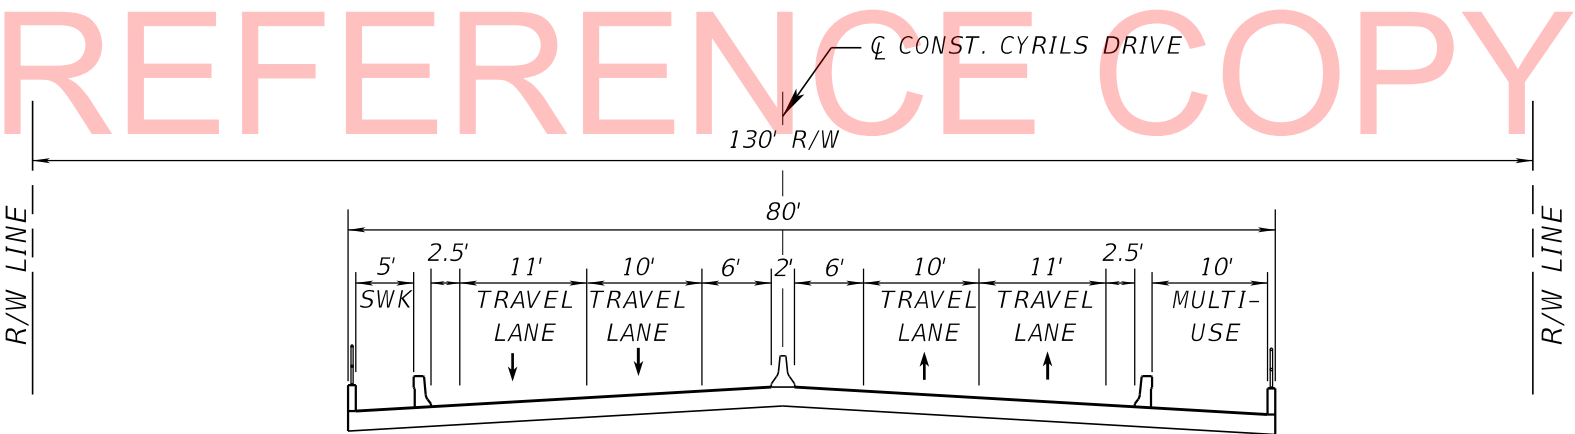 REFERENCE COPY
℄ CONST. CYRILS DRIVE
130' R/W
80'
5' 2.5' 11' 10' 6' 2' 6' 10' 11' 2.5' 10'
SWK TRAVEL TRAVEL TRAVEL TRAVEL MULTI-
LANE LANE LANE LANE USE
R/W LINE
R/W LINE